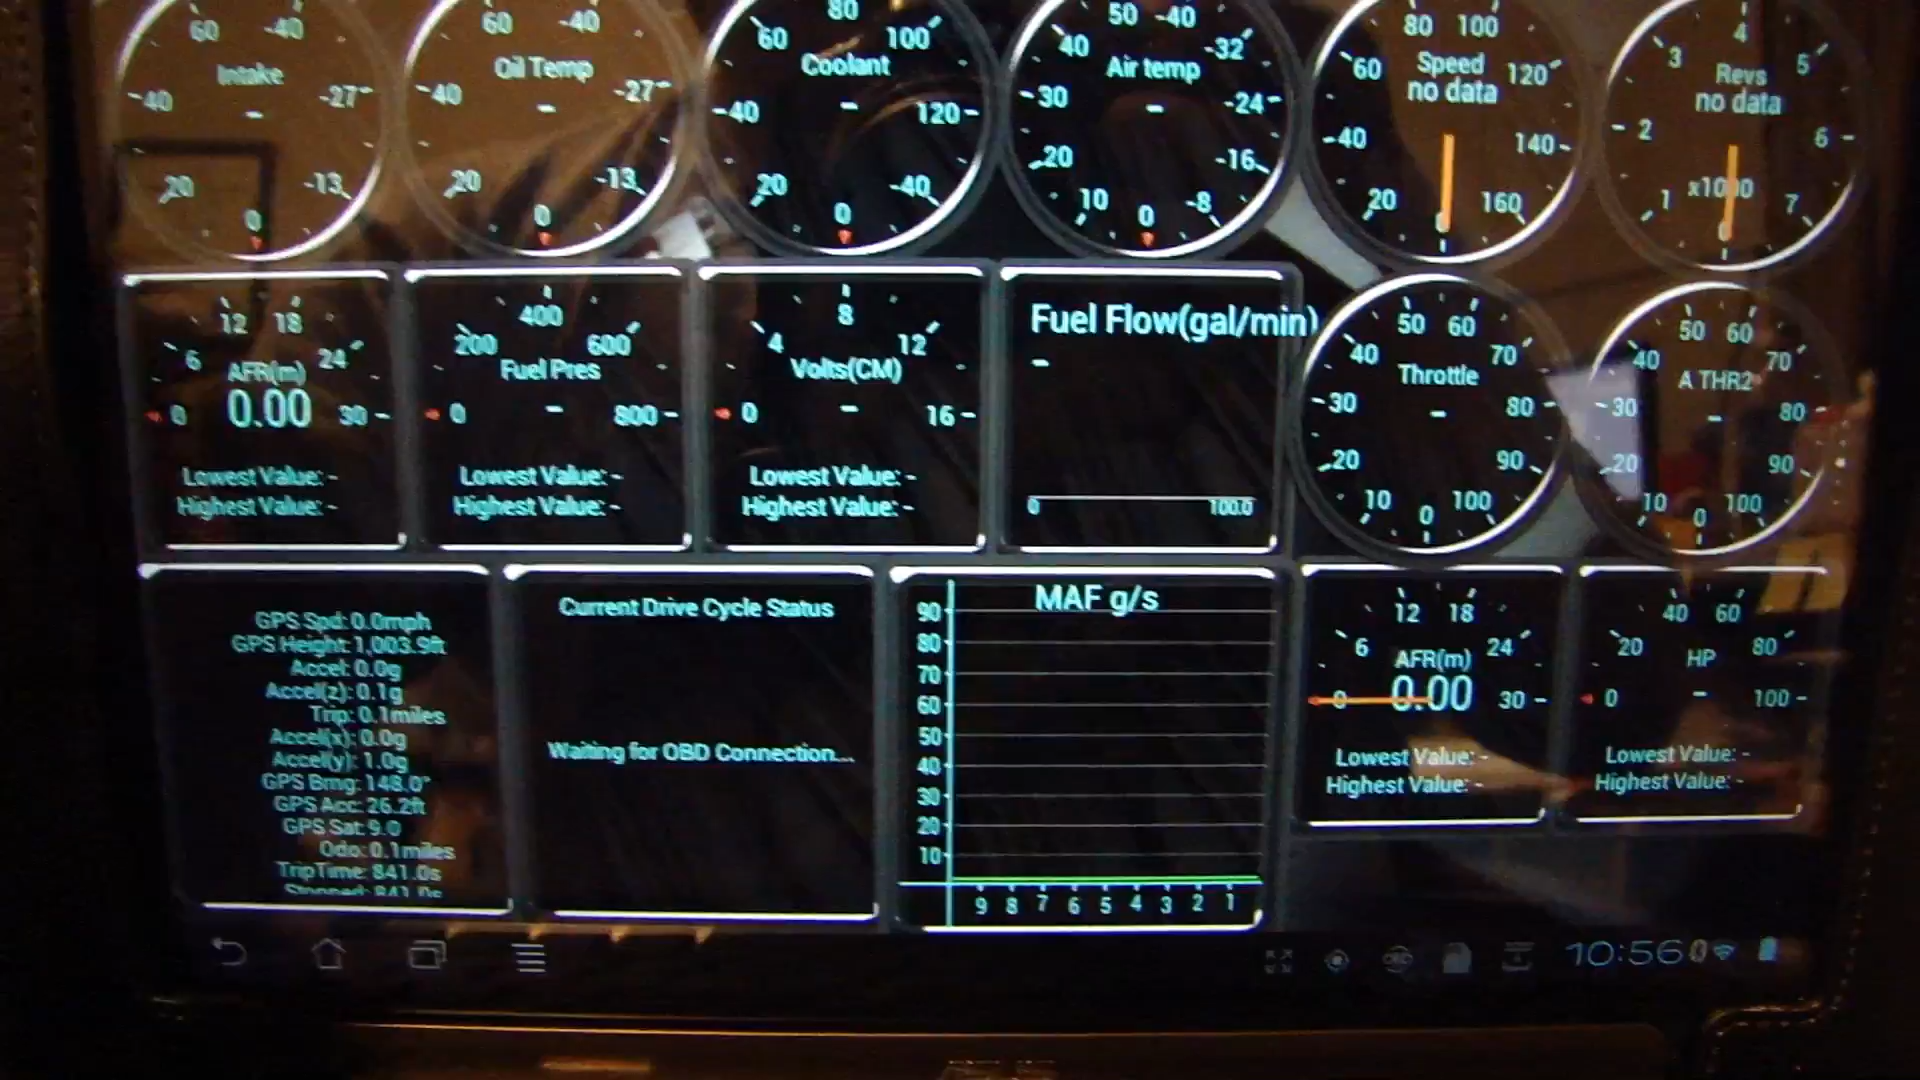 60 -40
Intake
40 -27
-
20 -13
0
60 -40
Oil Temp
40 -27
-
20 -13
0
80
60 100
Coolant
-
40 120
20 -40
0
50 -40
40 -32
Air temp
-
30 -24
20 -16
10 0 -8
80 100
60 Speed 120
no data
40 140
20 160
0
4
3 5
Revs
no data
2 6
x1000
1 7
0
12 18
6 24
AFR(m)
0 0.00 30
Lowest Value: -
Highest Value: -
400
200 600
Fuel Pres
0 - 800
Lowest Value: -
Highest Value: -
8
4 12
Volts(CM)
0 - 16
Lowest Value: -
Highest Value: -
Fuel Flow(gal/min)
-
0 100.0
50 60
40 70
Throttle
30 - 80
20 90
10 0 100
50 60
40 70
A THR2
30 - 80
20 90
10 0 100
GPS Spd: 0.0mph
GPS Height: 1,003.9ft
Accel: 0.0g
Accel(z): 0.1g
Trip: 0.1miles
Accel(x): 0.0g
Accel(y): 1.0g
GPS Brng: 148.0°
GPS Acc: 26.2ft
GPS Sat: 9.0
Odo: 0.1miles
TripTime: 841.0s
Stopped: 841.0s
Current Drive Cycle Status
Waiting for OBD Connection...
MAF g/s
90
80
70
60
50
40
30
20
10
9 8 7 6 5 4 3 2 1
12 18
6 24
AFR(m)
0 0.00 30
Lowest Value: -
Highest Value: -
40 60
20 80
HP
0 - 100
Lowest Value: -
Highest Value: -
OBD
10:56